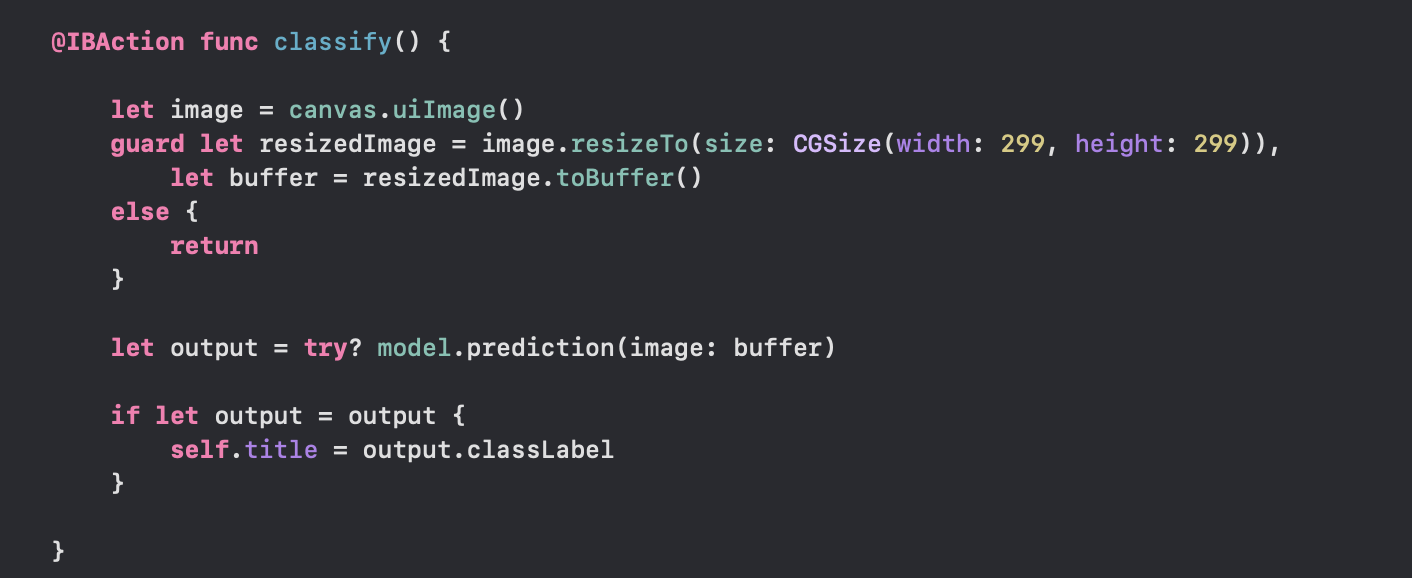 @IBAction func classify() {
let image = canvas.uiImage()
guard let resizedImage = image.resizeTo(size: CGSize(width: 299, height: 299)),
let buffer = resizedImage.toBuffer()
else {
return
}
let output = try? model.prediction(image: buffer)
if let output = output {
self.title = output.classLabel
}
}